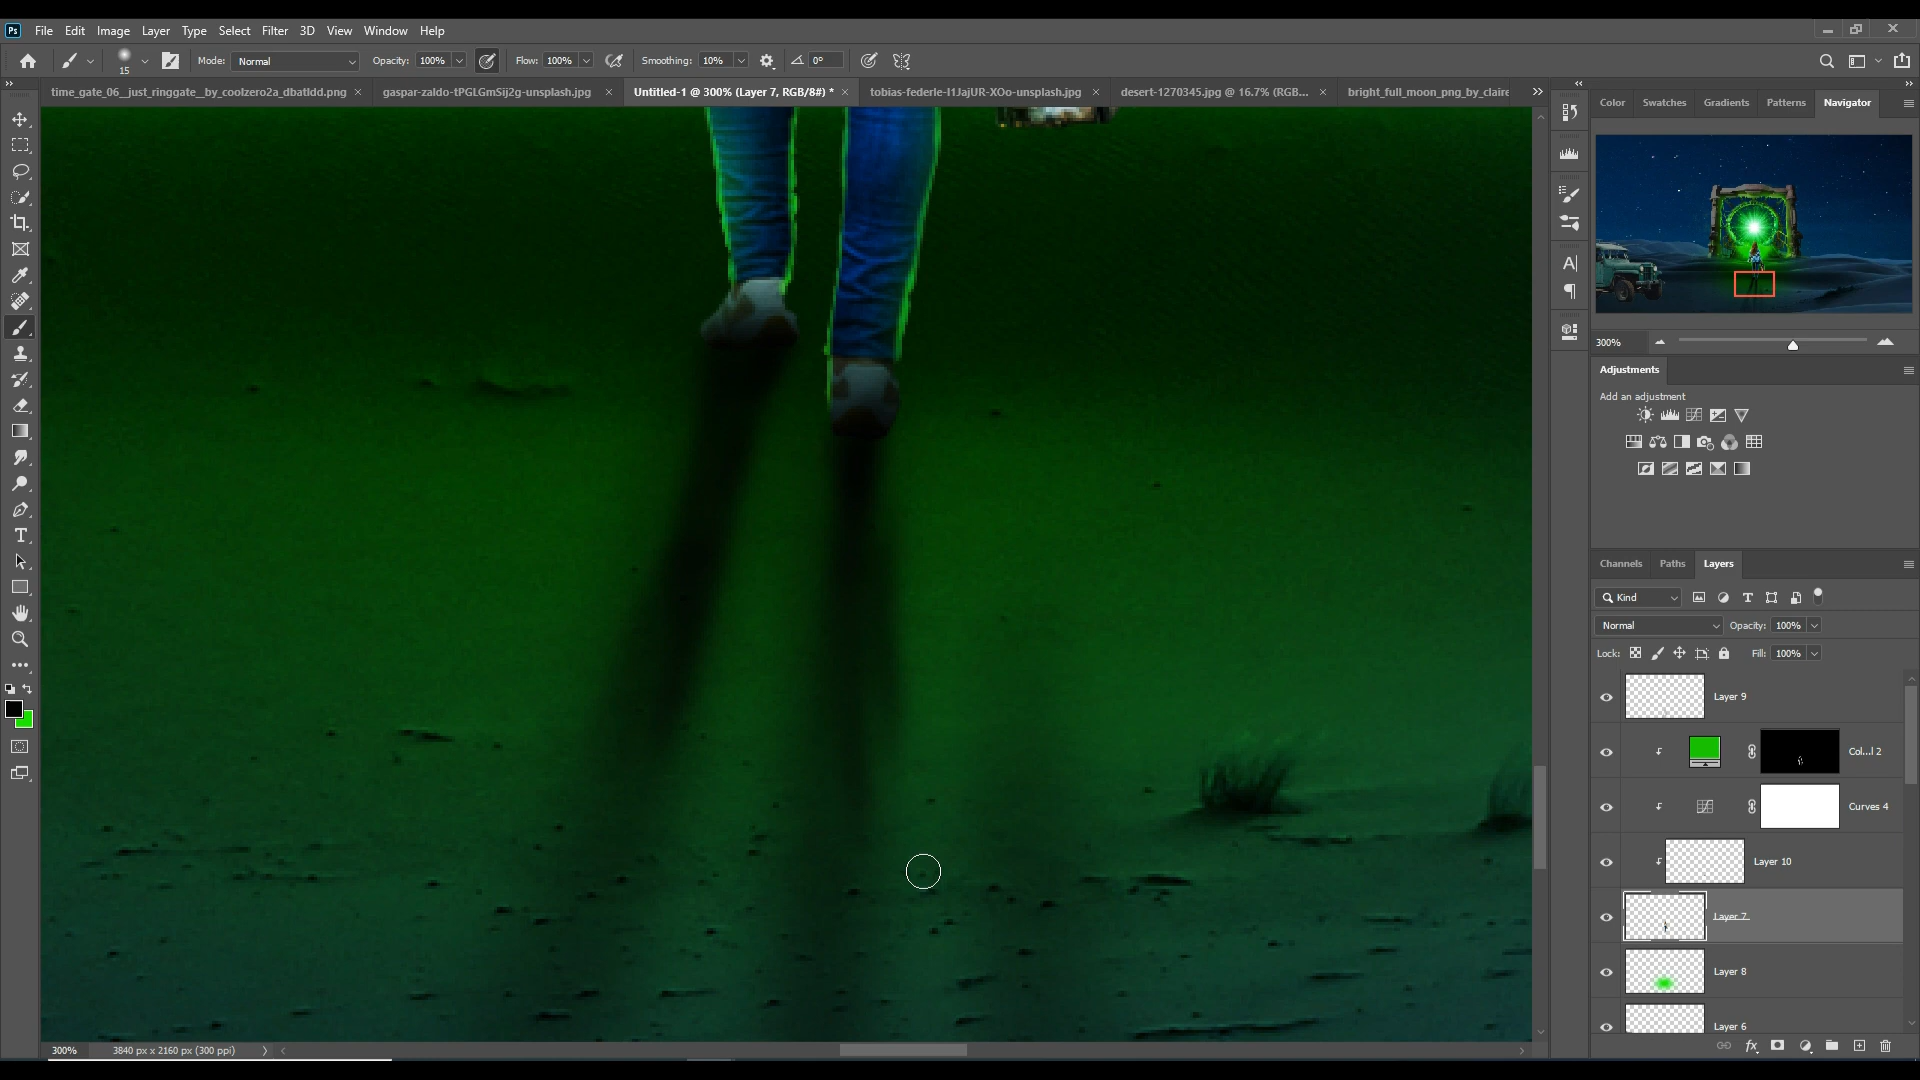 Ps File Edit Image Layer Type Select Filter 3D View Window Help
15 Mode: Normal Opacity: 100% Flow: 100% Smoothing: 10% 0°
time_gate_06__just_ringgate__by_coolzero2a_dbatldd.png × gaspar-zaldo-tPGLGmSij2g-unsplash.jpg × Untitled-1 @ 300% (Layer 7, RGB/8#) * × tobias-federle-I1JajUR-XOo-unsplash.jpg × desert-1270345.jpg @ 16.7% (RGB... × bright_full_moon_png_by_claire
Color Swatches Gradients Patterns Navigator
300%
Adjustments
Add an adjustment
Channels Paths Layers
Kind
Normal Opacity: 100%
Lock: Fill: 100%
Layer 9
Col...l 2
Curves 4
Layer 10
Layer 7
Layer 8
Layer 6
300% 3840 px x 2160 px (300 ppi)